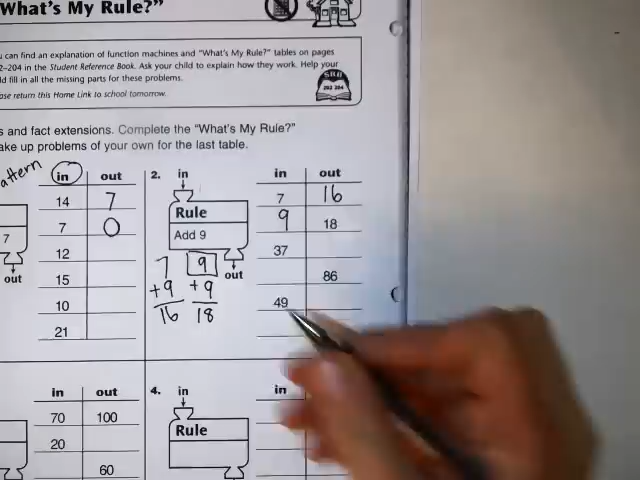 "What's My Rule?"
can find an explanation of function machines and "What's My Rule?" tables on pages
–204 in the Student Reference Book. Ask your child to explain how they work. Help your
fill in all the missing parts for these problems.
return this Home Link to school tomorrow.
SRB
202 204
and fact extensions. Complete the "What's My Rule?"
up problems of your own for the last table.
in out
14 7
7 0
12
15
10
21
7
out
2. in
Rule
Add 9
out
7
+9
16
9
+9
18
in out
7 16
9 18
37
86
49
in out
70 100
20
60
4. in
Rule
in